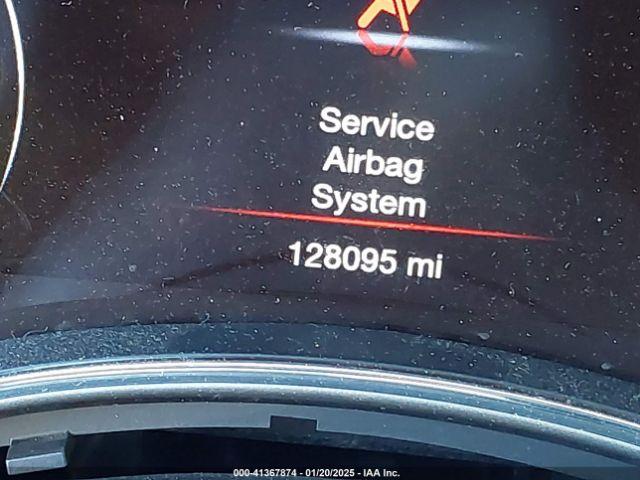 Service
Airbag
System
128095 mi
000-41367874 - 01/20/2025 - IAA Inc.